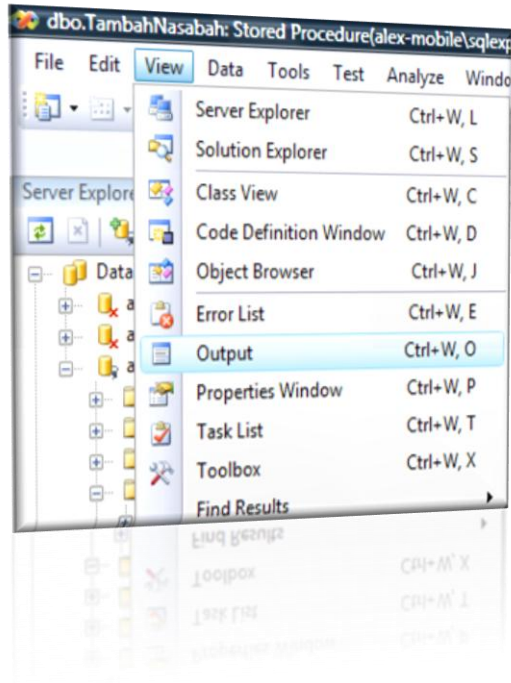 dbo.TambahNasabah: Stored Procedure(alex-mobile\sqlexp
File Edit View Data Tools Test Analyze Windo
Server Explore
Server Explorer Ctrl+W, L
Solution Explorer Ctrl+W, S
Class View Ctrl+W, C
Code Definition Window Ctrl+W, D
Object Browser Ctrl+W, J
Error List Ctrl+W, E
Output Ctrl+W, O
Properties Window Ctrl+W, P
Task List Ctrl+W, T
Toolbox Ctrl+W, X
Find Results
Data
a
a
a